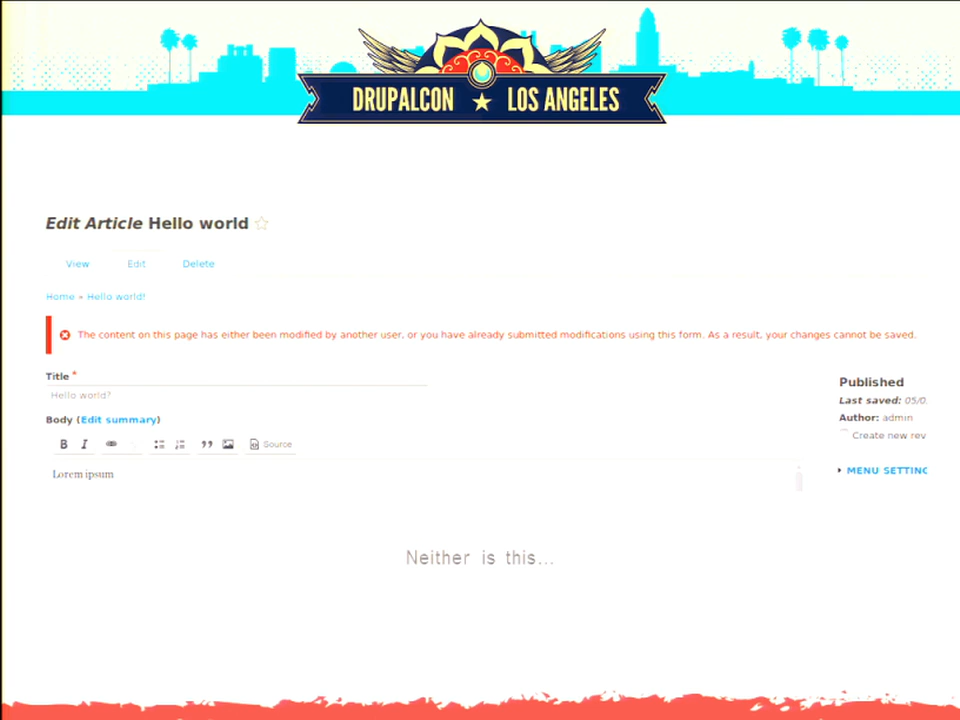 DRUPALCON ★ LOS ANGELES
Edit Article Hello world
View Edit Delete
Home » Hello world!
The content on this page has either been modified by another user, or you have already submitted modifications using this form. As a result, your changes cannot be saved.
Title *
Hello world?
Body (Edit summary)
B I Source
Lorem ipsum
Published
Last saved: 05/0
Author: admin
Create new rev
MENU SETTING
Neither is this...